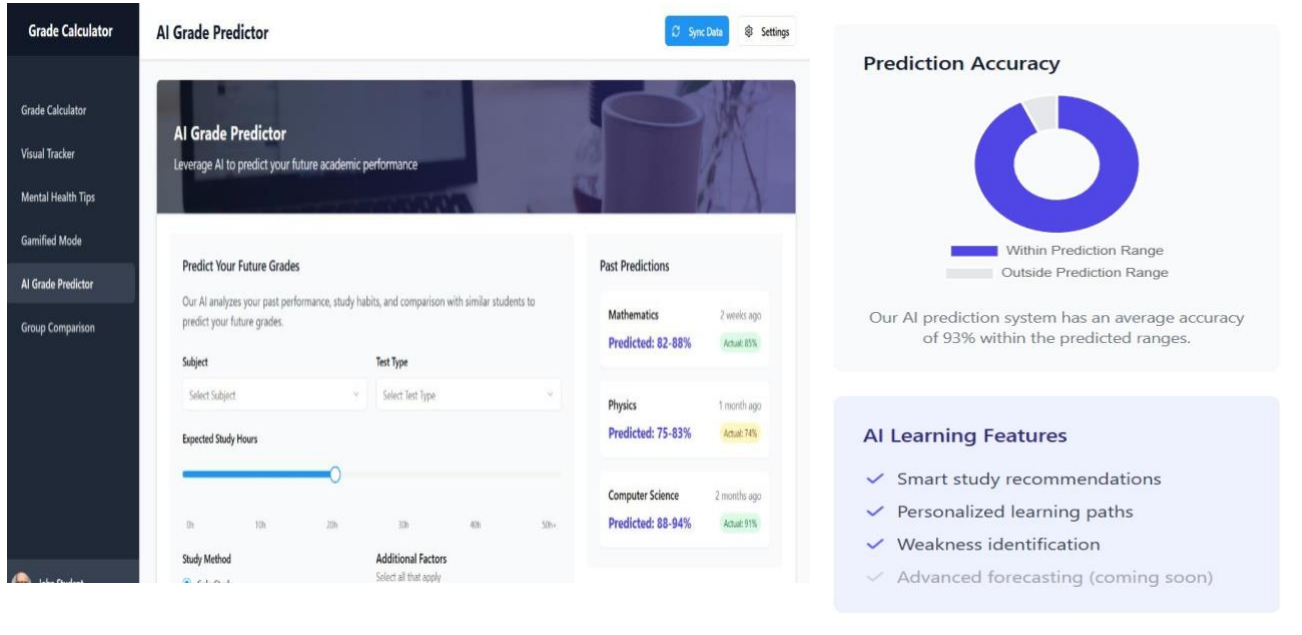 Grade Calculator
Grade Calculator
Visual Tracker
Mental Health Tips
Gamified Mode
AI Grade Predictor
Group Comparison
John Student
AI Grade Predictor
Sync Data
Settings
AI Grade Predictor
Leverage AI to predict your future academic performance
Predict Your Future Grades
Our AI analyzes your past performance, study habits, and comparison with similar students to
predict your future grades.
Subject
Test Type
Select Subject
Select Test Type
Expected Study Hours
0h 10h 20h 30h 40h 50h+
Study Method
Additional Factors
Select all that apply
Past Predictions
Mathematics 2 weeks ago
Predicted: 82-88% Actual: 85%
Physics 1 month ago
Predicted: 75-83% Actual: 74%
Computer Science 2 months ago
Predicted: 88-94% Actual: 91%
Prediction Accuracy
Within Prediction Range
Outside Prediction Range
Our AI prediction system has an average accuracy
of 93% within the predicted ranges.
AI Learning Features
Smart study recommendations
Personalized learning paths
Weakness identification
Advanced forecasting (coming soon)